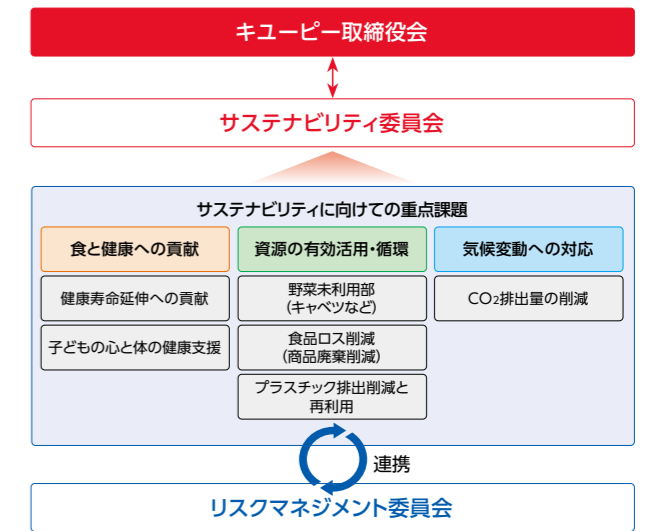 キユーピー取締役会
サステナビリティ委員会
サステナビリティに向けての重点課題
食と健康への貢献
健康寿命延伸への貢献
子どもの心と体の健康支援
資源の有効活用・循環
野菜未利用部
(キャベツなど)
食品ロス削減
(商品廃棄削減)
プラスチック排出削減と
再利用
気候変動への対応
CO2排出量の削減
連携
リスクマネジメント委員会